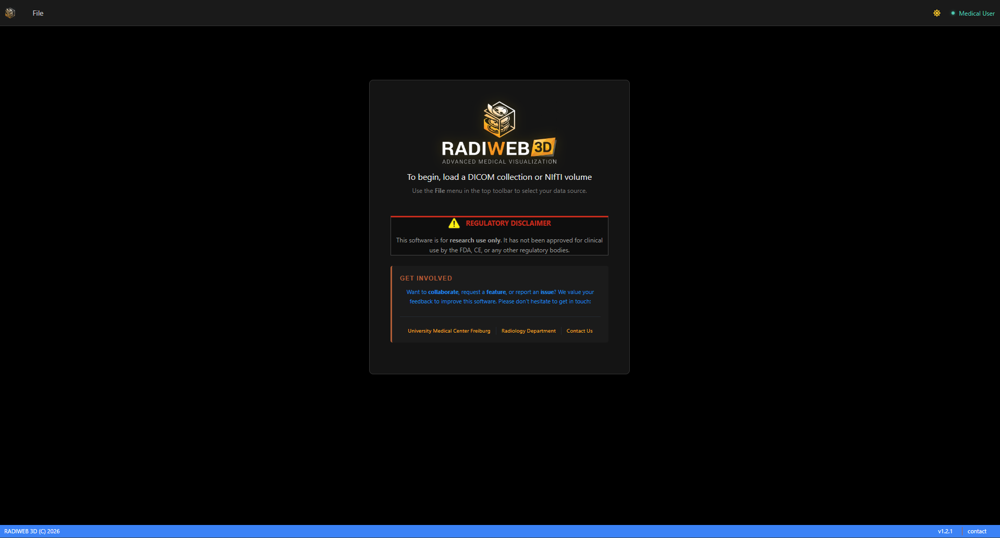 File
Medical User
RADIWEB 3D
ADVANCED MEDICAL VISUALIZATION
To begin, load a DICOM collection or NIfTI volume
Use the File menu in the top toolbar to select your data source.
REGULATORY DISCLAIMER
This software is for research use only. It has not been approved for clinical
use by the FDA, CE, or any other regulatory bodies.
GET INVOLVED
Want to collaborate, request a feature, or report an issue? We value your
feedback to improve this software. Please don't hesitate to get in touch:
University Medical Center Freiburg Radiology Department Contact Us
RADIWEB 3D (C) 2026
v1.2.1 contact